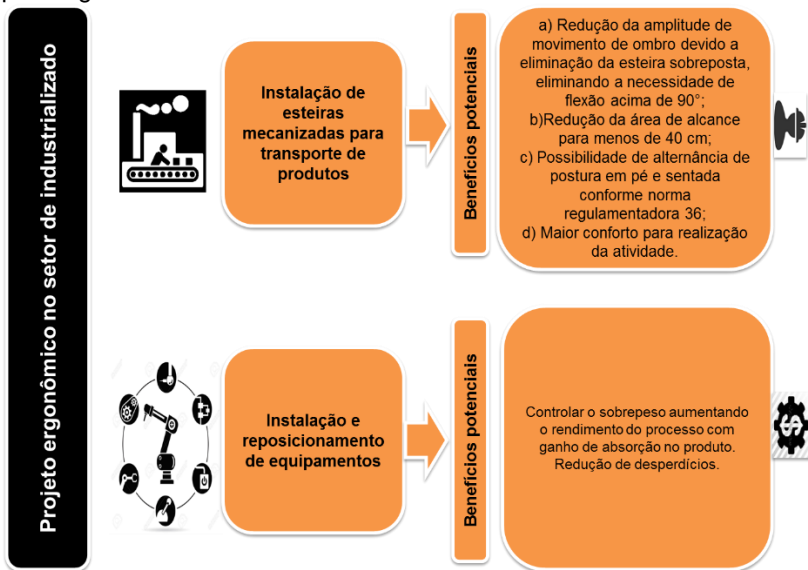 Projeto ergonômico no setor de industrializado
Instalação de
esteiras
mecanizadas para
transporte de
produtos
Benefícios potenciais
a) Redução da amplitude de
movimento de ombro devido a
eliminação da esteira sobreposta,
eliminando a necessidade de
flexão acima de 90°;
b)Redução da área de alcance
para menos de 40 cm;
c) Possibilidade de alternância de
postura em pé e sentada
conforme norma
regulamentadora 36;
d) Maior conforto para realização
da atividade.
Instalação e
reposicionamento
de equipamentos
Benefícios potenciais
Controlar o sobrepeso aumentando
o rendimento do processo com
ganho de absorção no produto.
Redução de desperdícios.
$